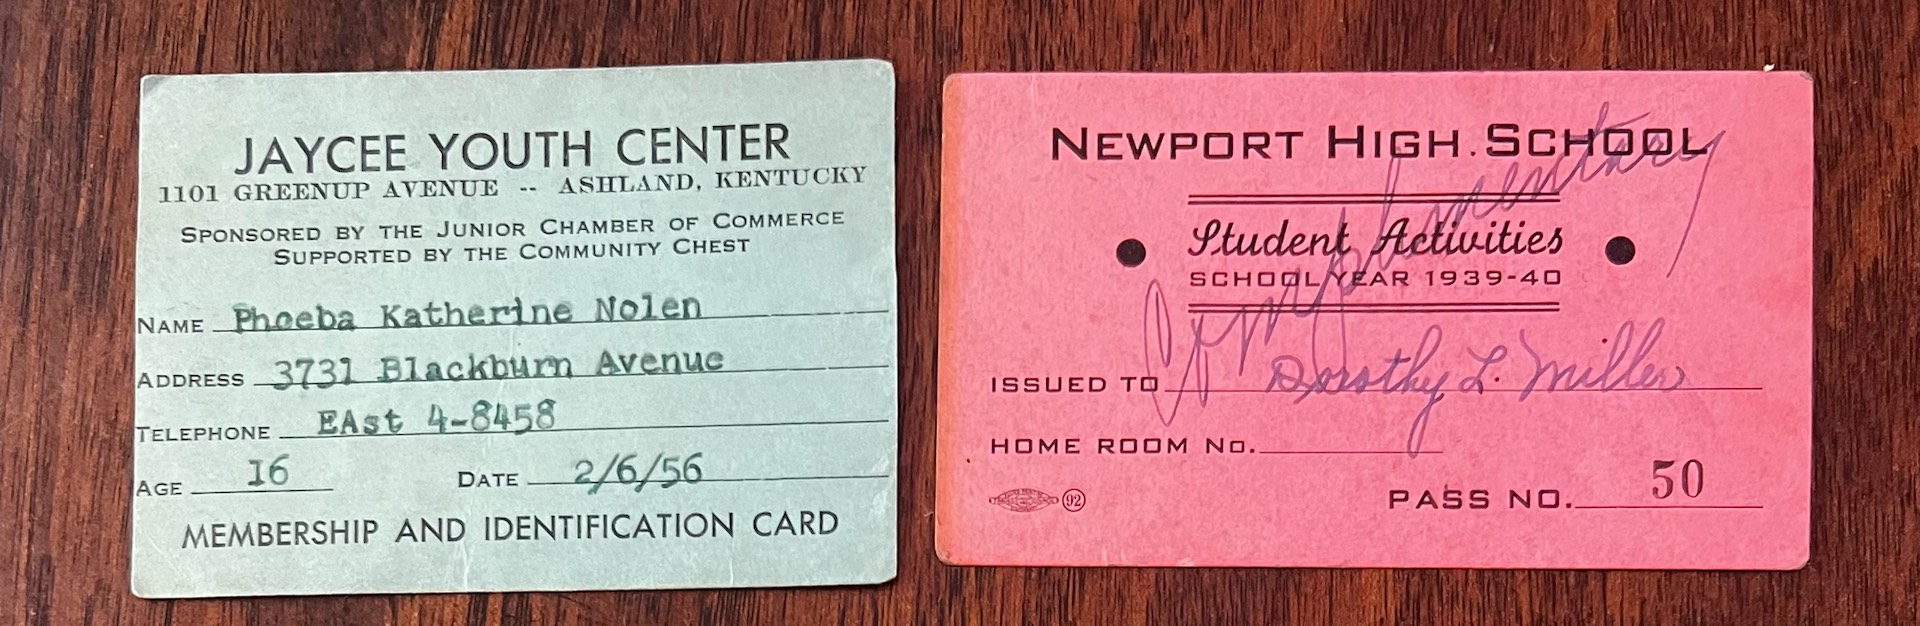 JAYCEE YOUTH CENTER
1101 GREENUP AVENUE -- ASHLAND, KENTUCKY
SPONSORED BY THE JUNIOR CHAMBER OF COMMERCE
SUPPORTED BY THE COMMUNITY CHEST
NAME Phoeba Katherine Nolen
ADDRESS 3731 Blackburn Avenue
TELEPHONE EAst 4-8458
AGE 16 DATE 2/6/56
MEMBERSHIP AND IDENTIFICATION CARD
NEWPORT HIGH SCHOOL
Student Activities
SCHOOL YEAR 1939-40
Complementary
ISSUED TO Dorothy L. Miller
HOME ROOM NO.
92
PASS NO. 50